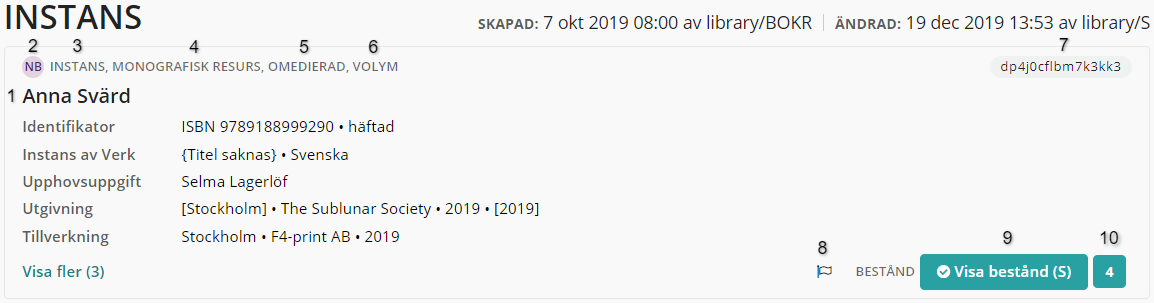 INSTANS
SKAPAD: 7 okt 2019 08:00 av library/BOKR | ÄNDRAD: 19 dec 2019 13:53 av library/S
2 3 4 5 6 7
NB INSTANS, MONOGRAFISK RESURS, OMEDIERAD, VOLYM dp4j0cflbm7k3kk3
1 Anna Svärd
Identifikator ISBN 9789188999290 • häftad
Instans av Verk {Titel saknas} • Svenska
Upphovsuppgift Selma Lagerlöf
Utgivning [Stockholm] • The Sublunar Society • 2019 • [2019]
Tillverkning Stockholm • F4-print AB • 2019
8 9 10
Visa fler (3) BESTÅND Visa bestånd (S) 4